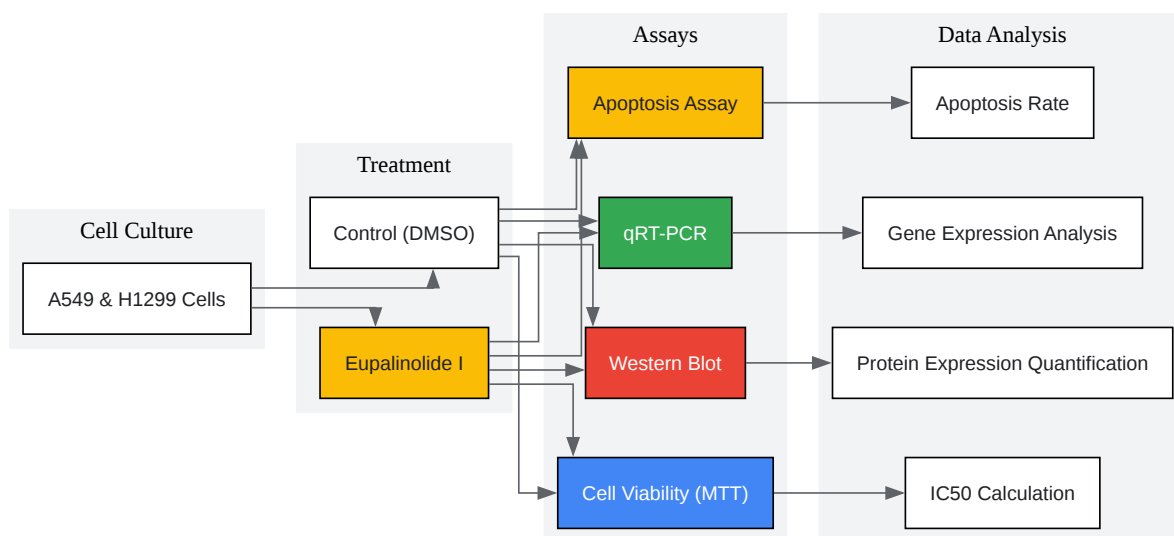 Cell Culture
A549 & H1299 Cells
Treatment
Control (DMSO)
Eupalinolide I
Assays
Apoptosis Assay
qRT-PCR
Western Blot
Cell Viability (MTT)
Data Analysis
Apoptosis Rate
Gene Expression Analysis
Protein Expression Quantification
IC50 Calculation